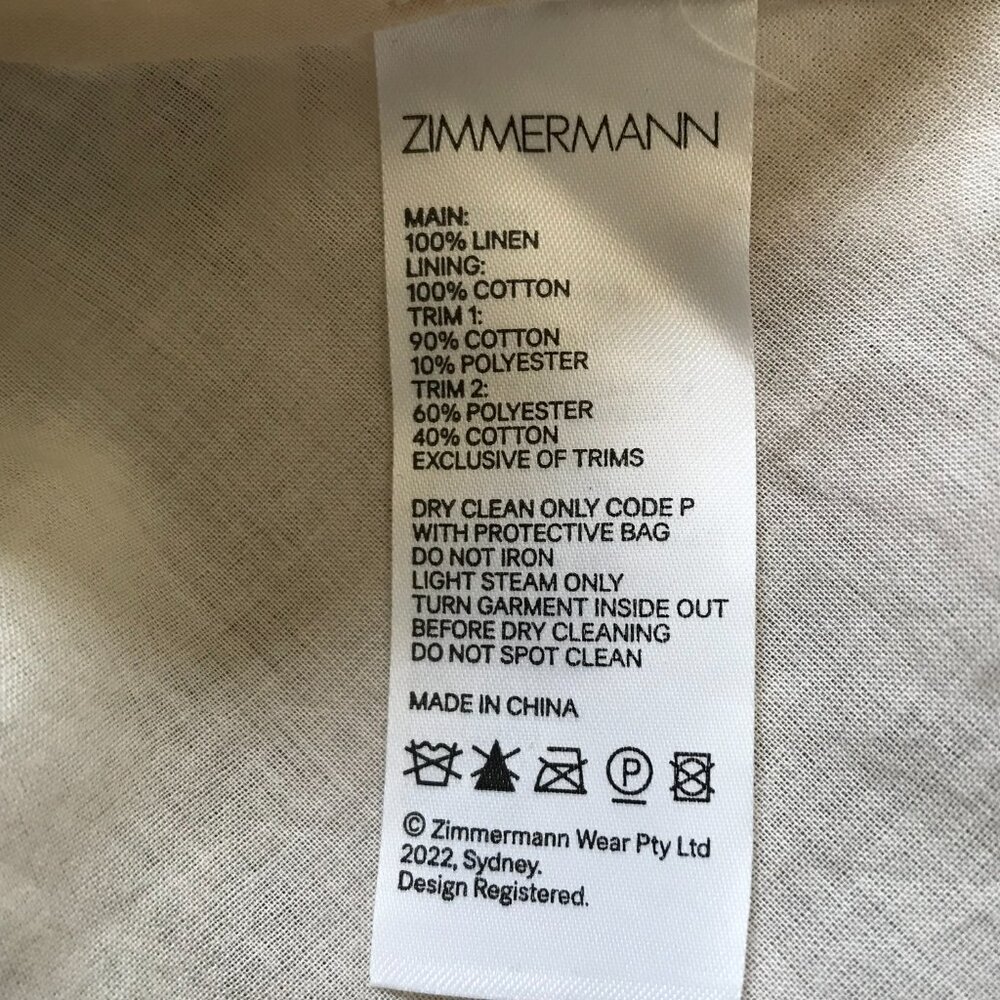 ZIMMERMANN
MAIN:
100% LINEN
LINING:
100% COTTON
TRIM 1:
90% COTTON
10% POLYESTER
TRIM 2:
60% POLYESTER
40% COTTON
EXCLUSIVE OF TRIMS
DRY CLEAN ONLY CODE P
WITH PROTECTIVE BAG
DO NOT IRON
LIGHT STEAM ONLY
TURN GARMENT INSIDE OUT
BEFORE DRY CLEANING
DO NOT SPOT CLEAN
MADE IN CHINA
P
© Zimmermann Wear Pty Ltd
2022, Sydney.
Design Registered.